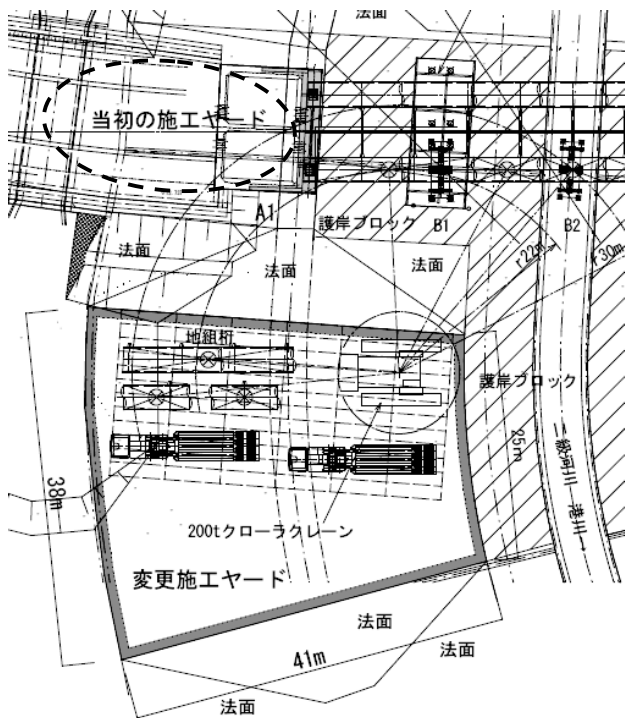 法面
当初の施工ヤード
A1
護岸ブロック
B1
B2
法面
法面
法面
r22m
r30m
地組桁
護岸ブロック
25m
二級河川 港川→
38m
200tクローラクレーン
変更施工ヤード
法面
41m
法面
法面